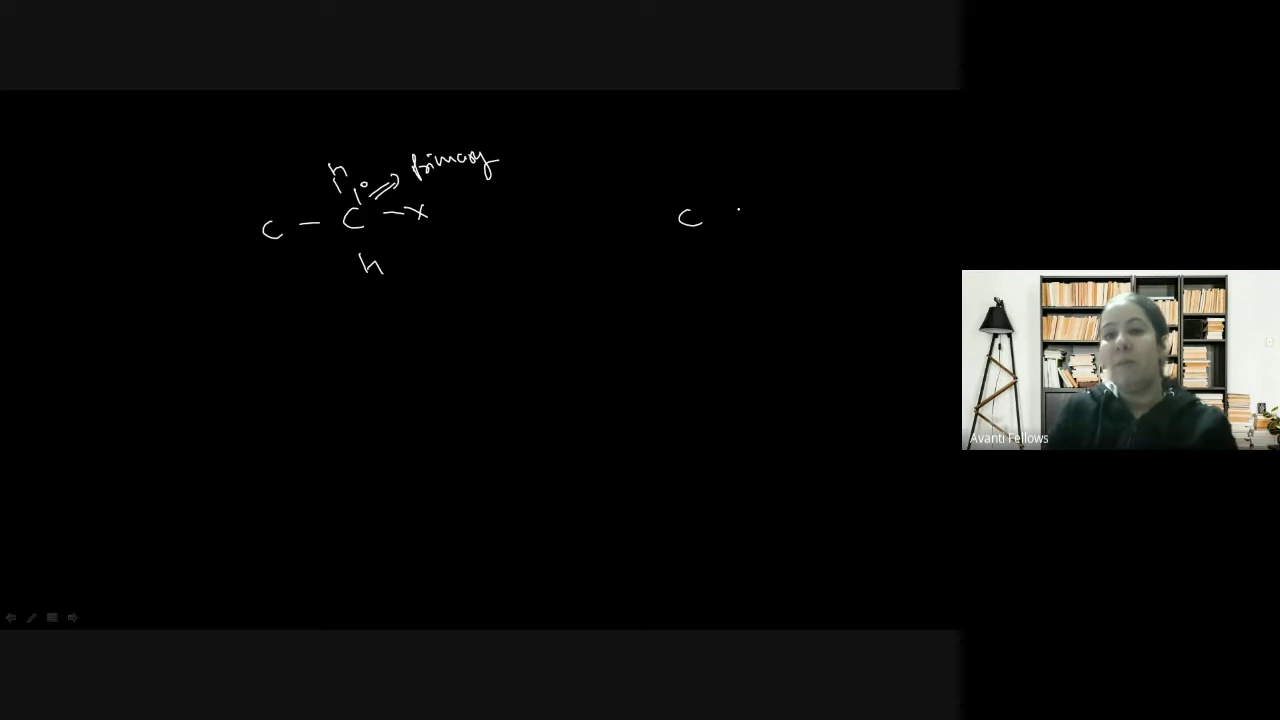 h
1° ⇒ Primary
C - C - X C
h
Avanti Fellows